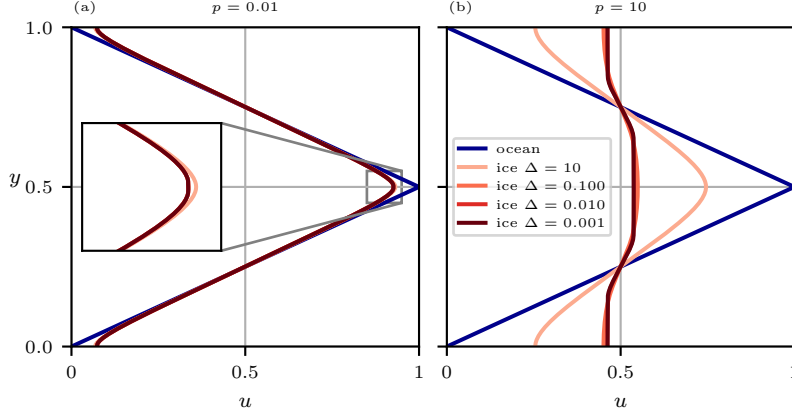 (a) p = 0.01
(b) p = 10
1.0
0.5
0.0
y
0 0.5 1
u
ocean
ice Δ = 10
ice Δ = 0.100
ice Δ = 0.010
ice Δ = 0.001
0 0.5 1
u